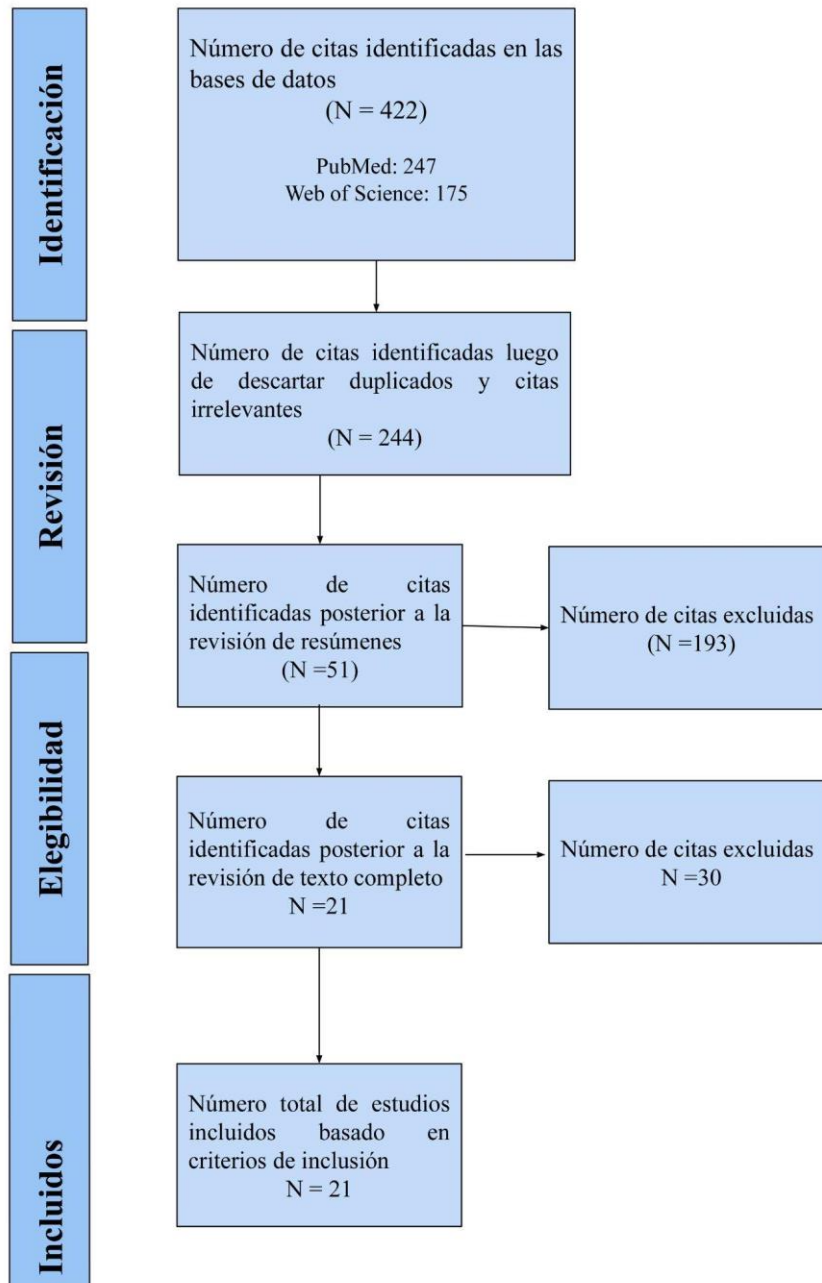 Identificación
Número de citas identificadas en las
bases de datos
(N = 422)
PubMed: 247
Web of Science: 175
Revisión
Número de citas identificadas luego
de descartar duplicados y citas
irrelevantes
(N = 244)
Número de citas
identificadas posterior a la
revisión de resúmenes
(N =51)
Número de citas excluidas
(N =193)
Elegibilidad
Número de citas
identificadas posterior a la
revisión de texto completo
N =21
Número de citas excluidas
N =30
Incluidos
Número total de estudios
incluidos basado en
criterios de inclusión
N = 21